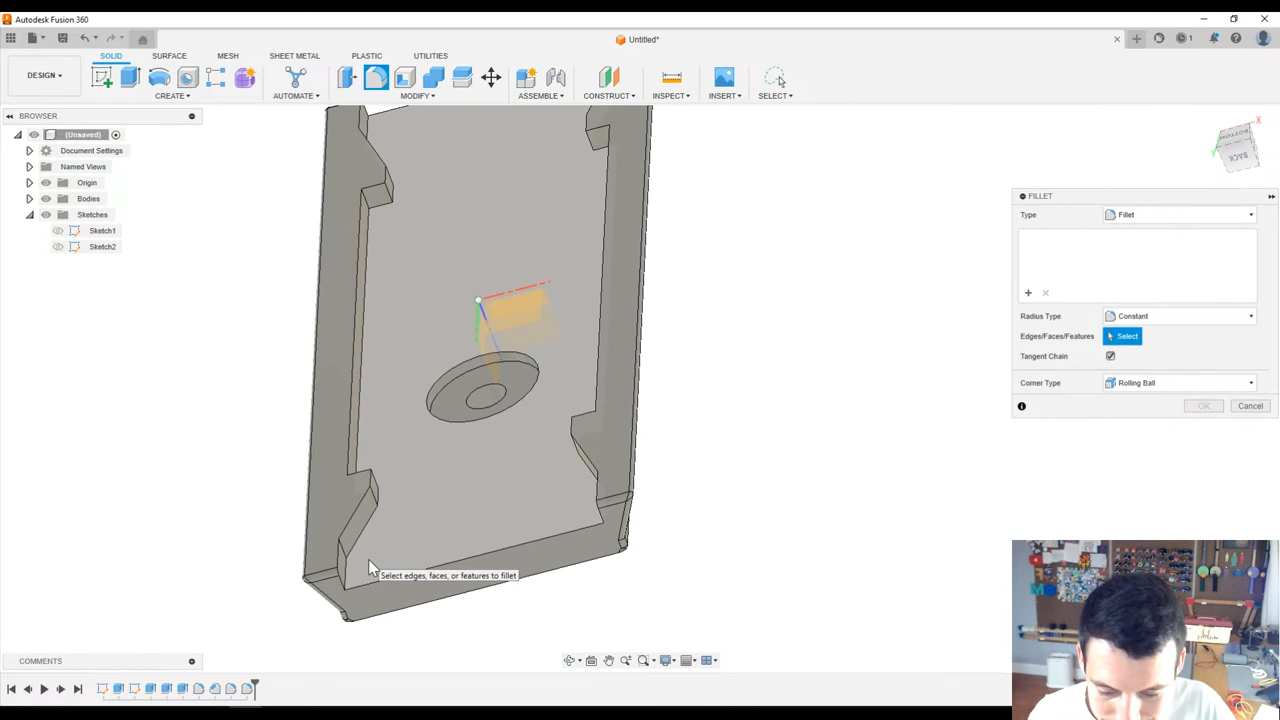 Autodesk Fusion 360
Untitled*
SOLID SURFACE MESH SHEET METAL PLASTIC UTILITIES
DESIGN
CREATE AUTOMATE MODIFY ASSEMBLE CONSTRUCT INSPECT INSERT SELECT
BROWSER
(Unsaved)
Document Settings
Named Views
Origin
Bodies
Sketches
Sketch1
Sketch2
X
Y
BOTTOM
BACK
FILLET
Type Fillet
Radius Type Constant
Edges/Faces/Features Select
Tangent Chain
Corner Type Rolling Ball
OK Cancel
Select edges, faces, or features to fillet
COMMENTS